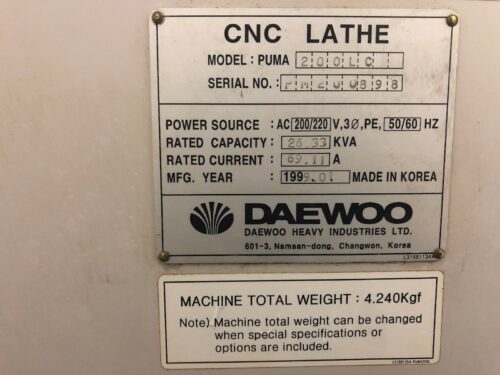 CNC LATHE
MODEL: PUMA 200LC
SERIAL NO.: PM200898
POWER SOURCE : AC 200/220 V, 3Ø, PE, 50/60 HZ
RATED CAPACITY: 26.33 KVA
RATED CURRENT : 69.11 A
MFG. YEAR : 1999.01 MADE IN KOREA
DAEWOO
DAEWOO HEAVY INDUSTRIES LTD.
601-3, Namsan-dong, Changwon, Korea
MACHINE TOTAL WEIGHT : 4.240Kgf
Note) Machine total weight can be changed
when special specifications or
options are included.